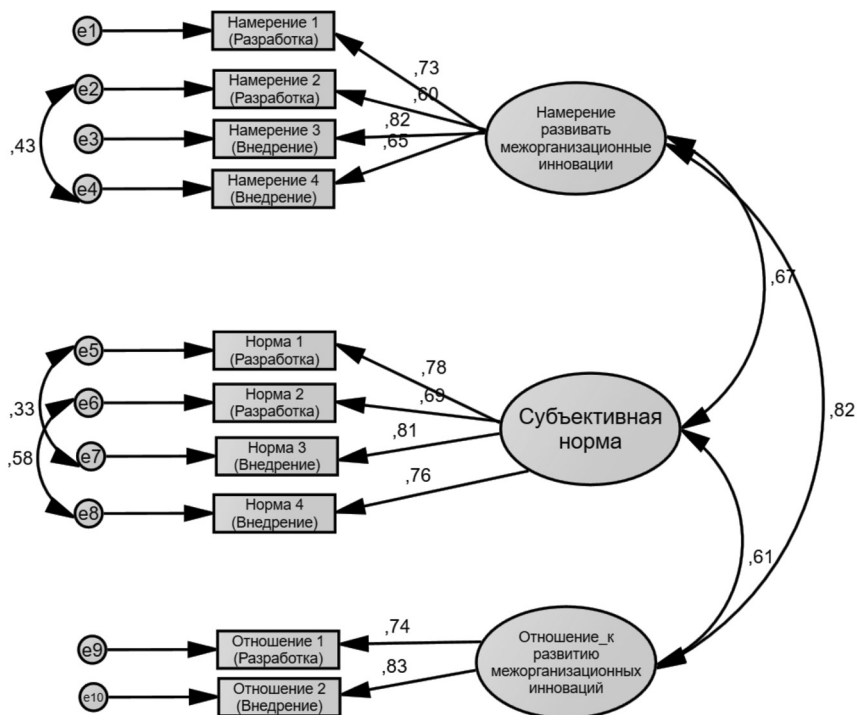 e1
Намерение 1
(Разработка)
,73
e2
Намерение 2
(Разработка)
,60
,43
e3
Намерение 3
(Внедрение)
,82
e4
Намерение 4
(Внедрение)
,65
Намерение
развивать
межорганизационные
инновации
,67
e5
Норма 1
(Разработка)
,78
,33
e6
Норма 2
(Разработка)
,69
,58
e7
Норма 3
(Внедрение)
,81
e8
Норма 4
(Внедрение)
,76
Субъективная
норма
,82
,61
e9
Отношение 1
(Разработка)
,74
e10
Отношение 2
(Внедрение)
,83
Отношение_к
развитию
межорганизационных
инноваций